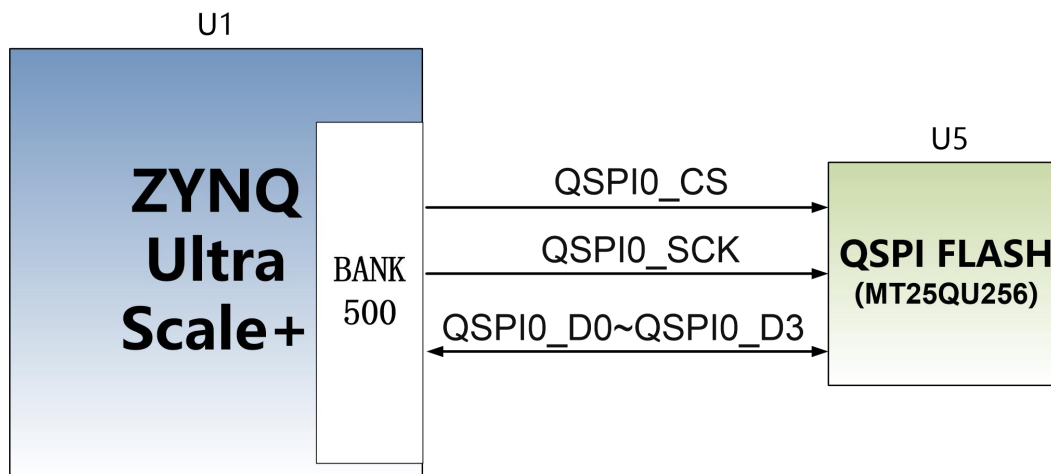 U1
ZYNQ
Ultra
Scale+
BANK
500
QSPI0_CS
QSPI0_SCK
QSPI0_D0~QSPI0_D3
U5
QSPI FLASH
(MT25QU256)